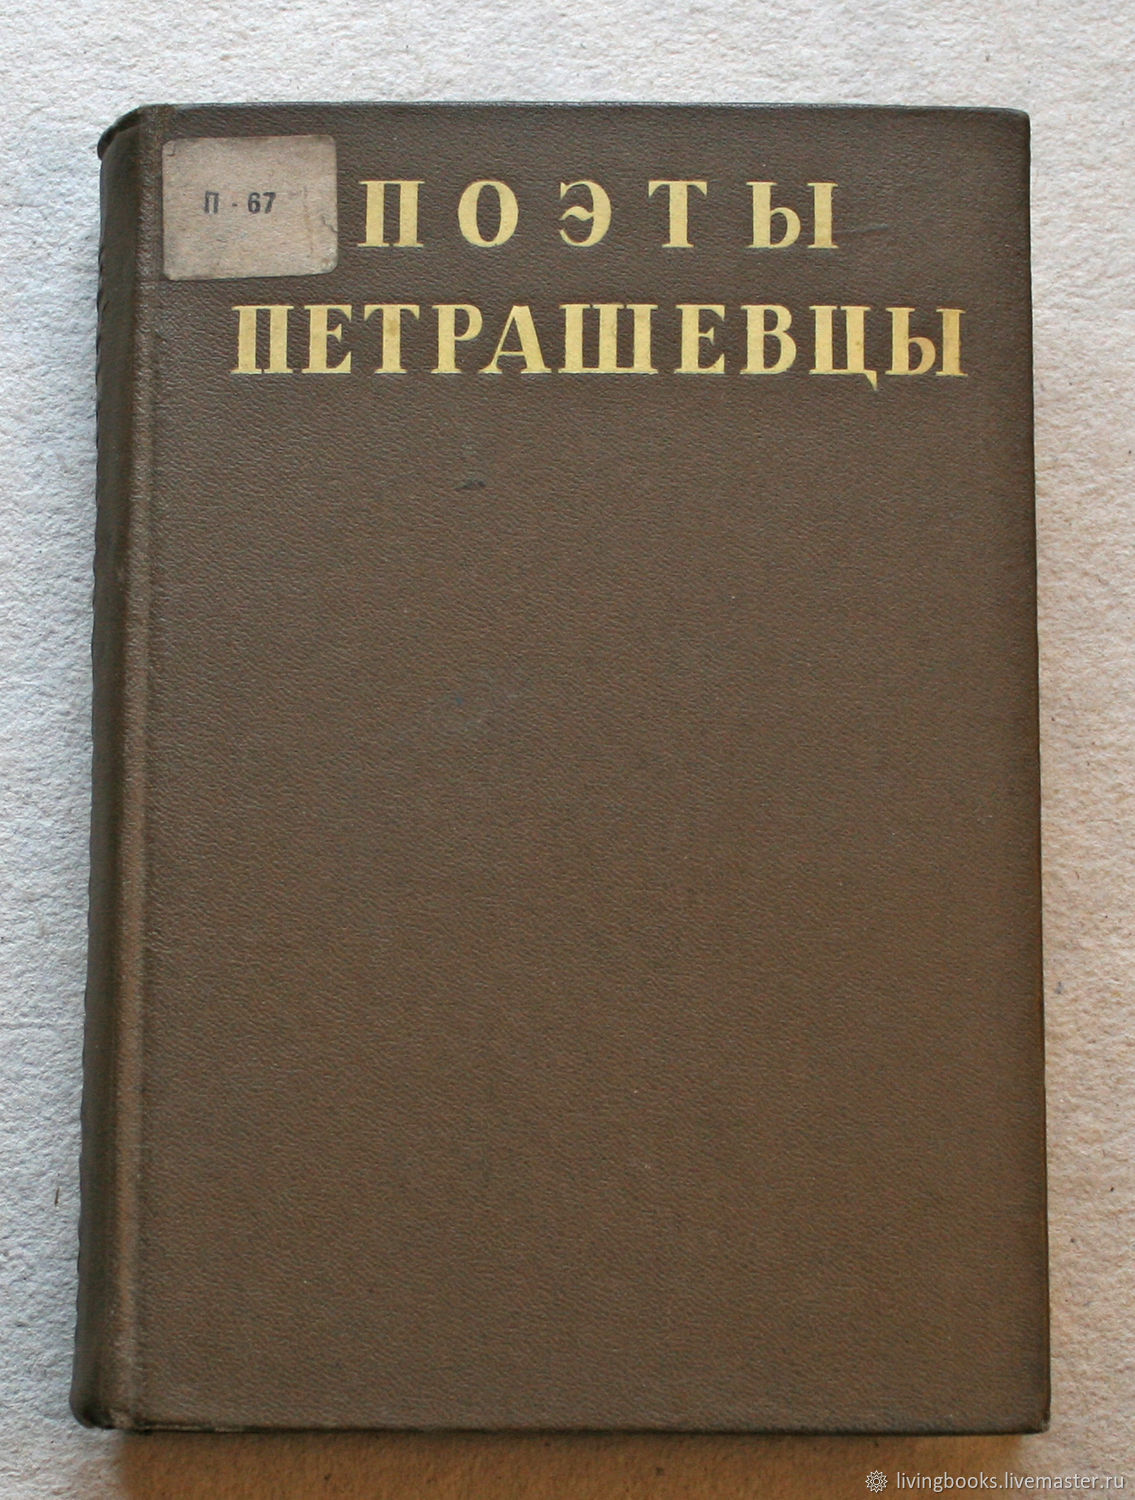 П - 67
ПОЭТЫ
ПЕТРАШЕВЦЫ
livingbooks.livemaster.ru